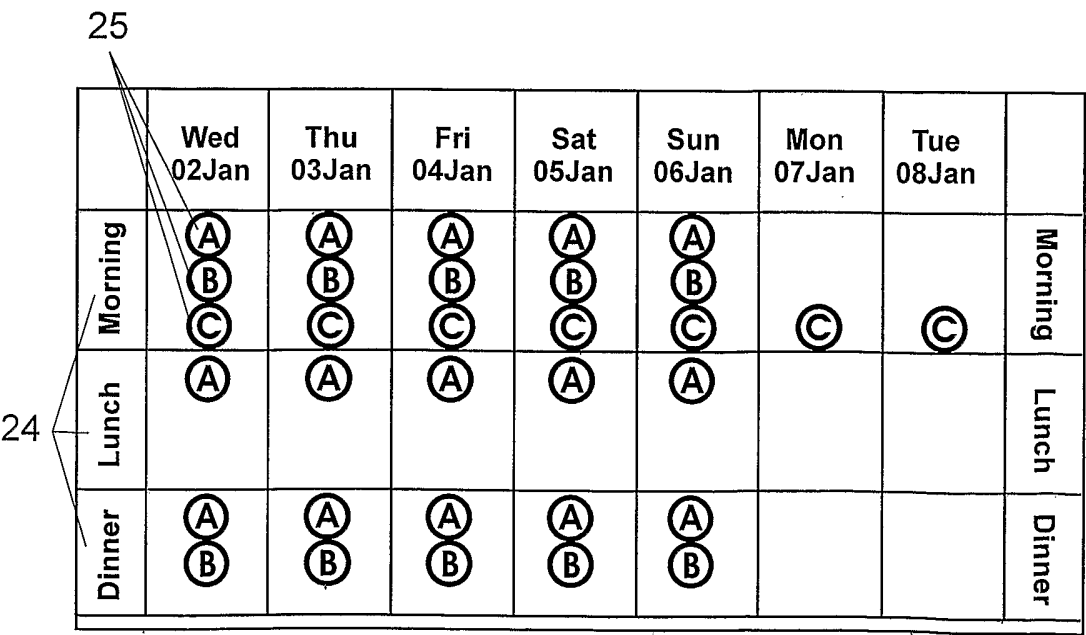 25
Wed Thu Fri Sat Sun Mon Tue
02Jan 03Jan 04Jan 05Jan 06Jan 07Jan 08Jan
Morning A A A A A Morning
B B B B B
C C C C C C C
24 Lunch A A A A A Lunch
Dinner A A A A A Dinner
B B B B B